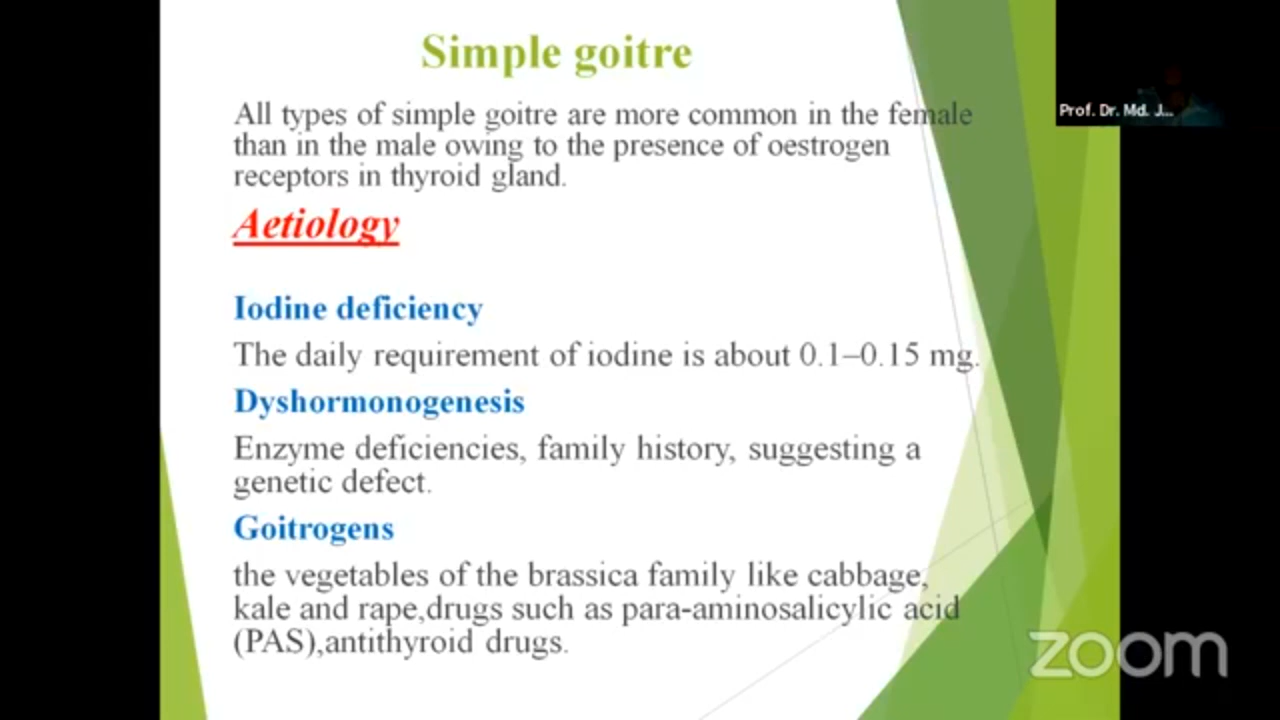 Simple goitre
All types of simple goitre are more common in the female
than in the male owing to the presence of oestrogen
receptors in thyroid gland.
Aetiology
Iodine deficiency
The daily requirement of iodine is about 0.1–0.15 mg.
Dyshormonogenesis
Enzyme deficiencies, family history, suggesting a
genetic defect.
Goitrogens
the vegetables of the brassica family like cabbage,
kale and rape,drugs such as para-aminosalicylic acid
(PAS),antithyroid drugs.
Prof. Dr. Md. J...
zoom